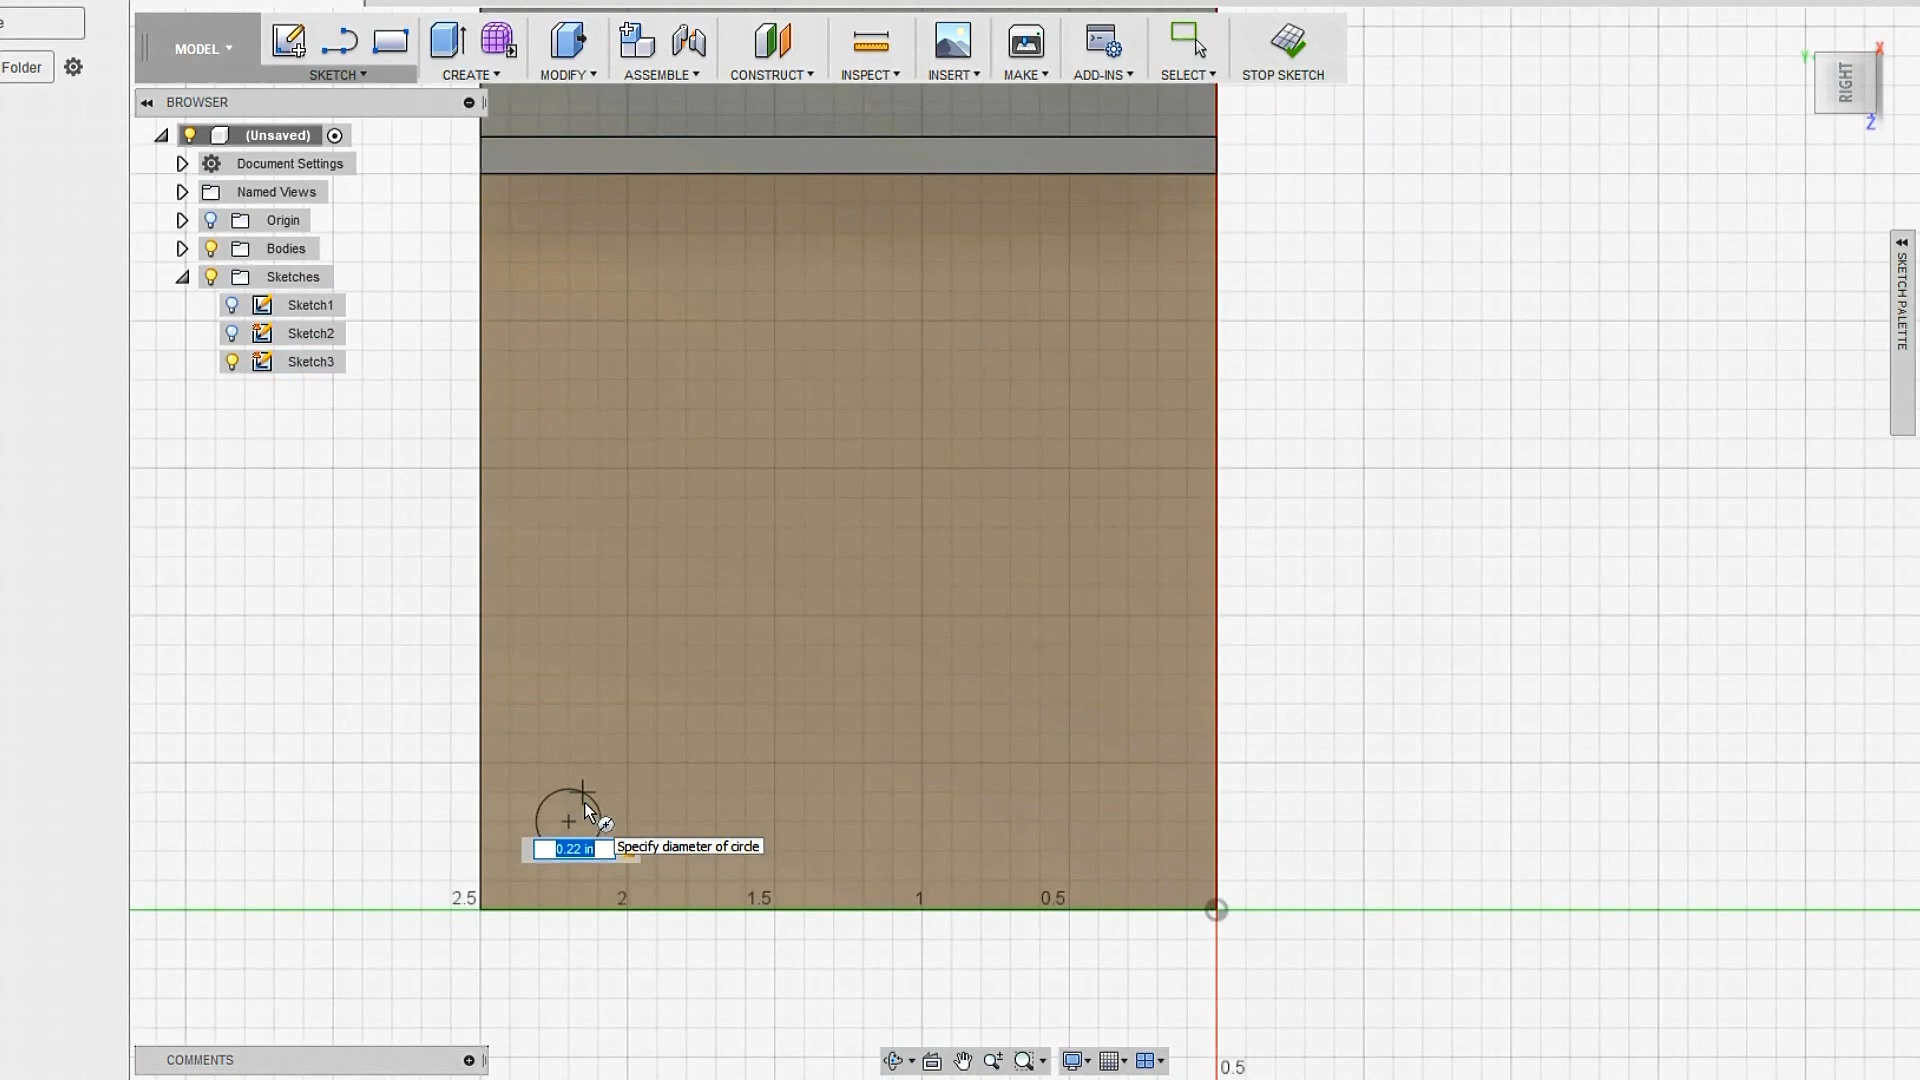 e
Folder
MODEL
SKETCH
CREATE
MODIFY
ASSEMBLE
CONSTRUCT
INSPECT
INSERT
MAKE
ADD-INS
SELECT
STOP SKETCH
RIGHT
X
Y
Z
BROWSER
(Unsaved)
Document Settings
Named Views
Origin
Bodies
Sketches
Sketch1
Sketch2
Sketch3
SKETCH PALETTE
0.22 in
Specify diameter of circle
2.5
2
1.5
1
0.5
0.5
COMMENTS